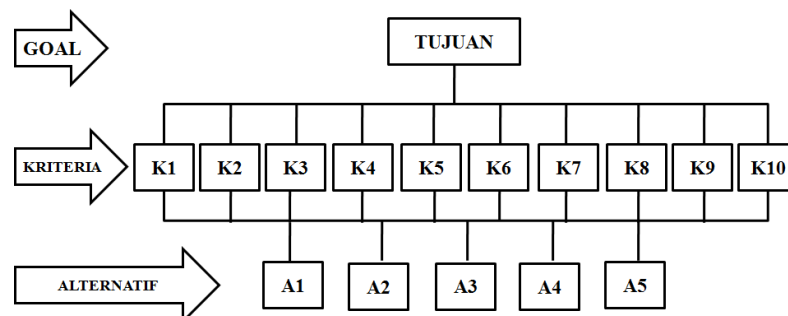 GOAL
TUJUAN
KRITERIA
K1 K2 K3 K4 K5 K6 K7 K8 K9 K10
ALTERNATIF
A1 A2 A3 A4 A5